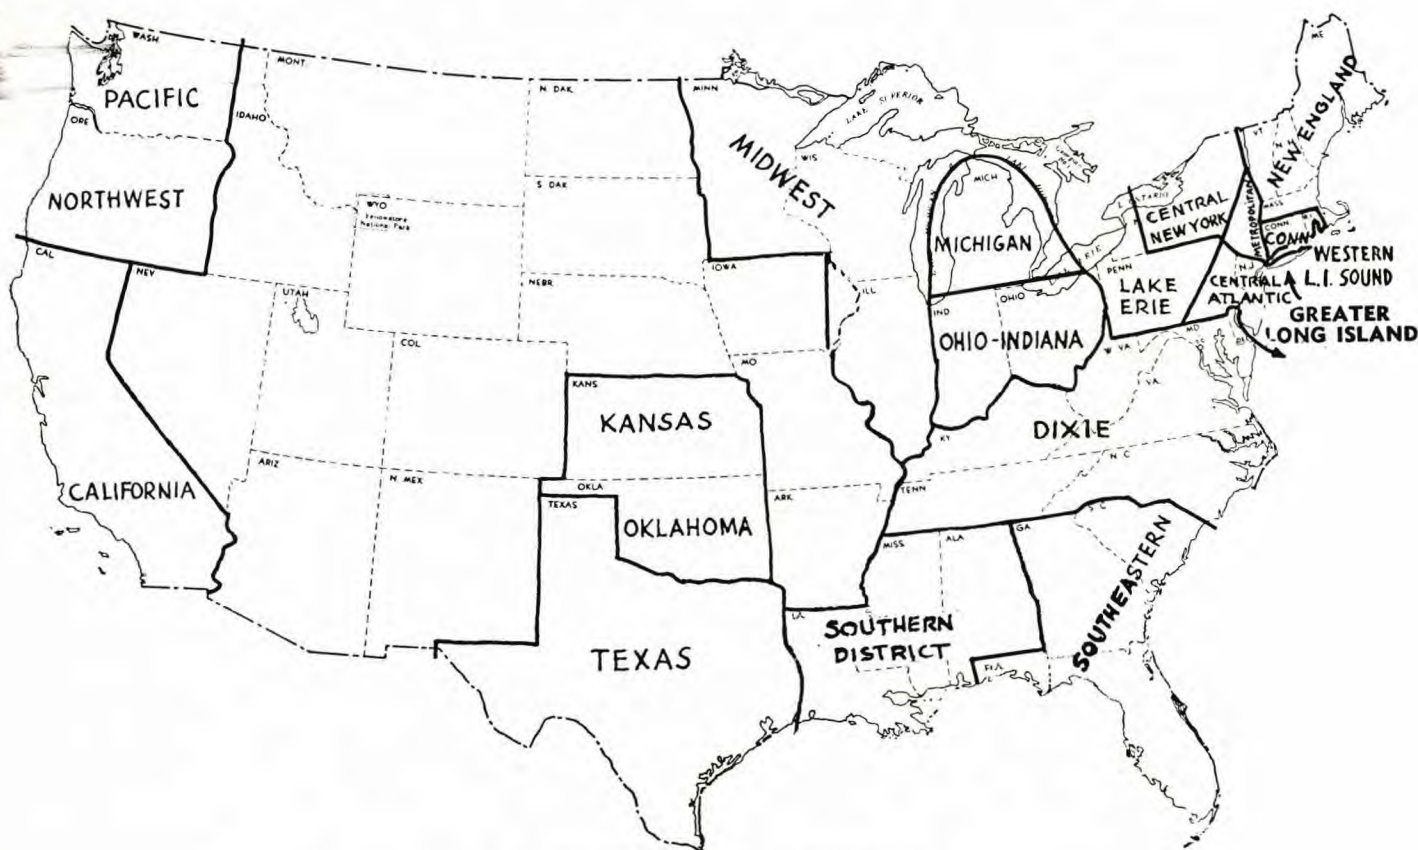 WASH.
PACIFIC
ORE
NORTHWEST
IDAHO
MONT.
N. DAK.
S. DAK.
WYO
Yellowstone
National Park
MINN
MIDWEST
WIS
LAKE SUPERIOR
MICH
MICHIGAN
L. ONTARIO
CENTRAL
NEW YORK
METROPOLITAN
VT.
ME
NEW ENGLAND
MASS
CONN.
R.I.
CONN
WESTERN
L.I. SOUND
GREATER
LONG ISLAND
N.J.
CENTRAL
ATLANTIC
PENN
LAKE
ERIE
CAL
NEV
UTAH
CALIFORNIA
ARIZ
COL
N. MEX
NEBR.
IOWA
ILL
IND
OHIO
OHIO-INDIANA
W. VA.
MD
VA.
KANS.
KANSAS
MO
KY
DIXIE
N C
OKLA
OKLAHOMA
TEXAS
TEXAS
ARK.
TENN
MISS.
ALA.
GA.
S. C.
LA.
SOUTHERN
DISTRICT
FLA.
SOUTHEASTERN